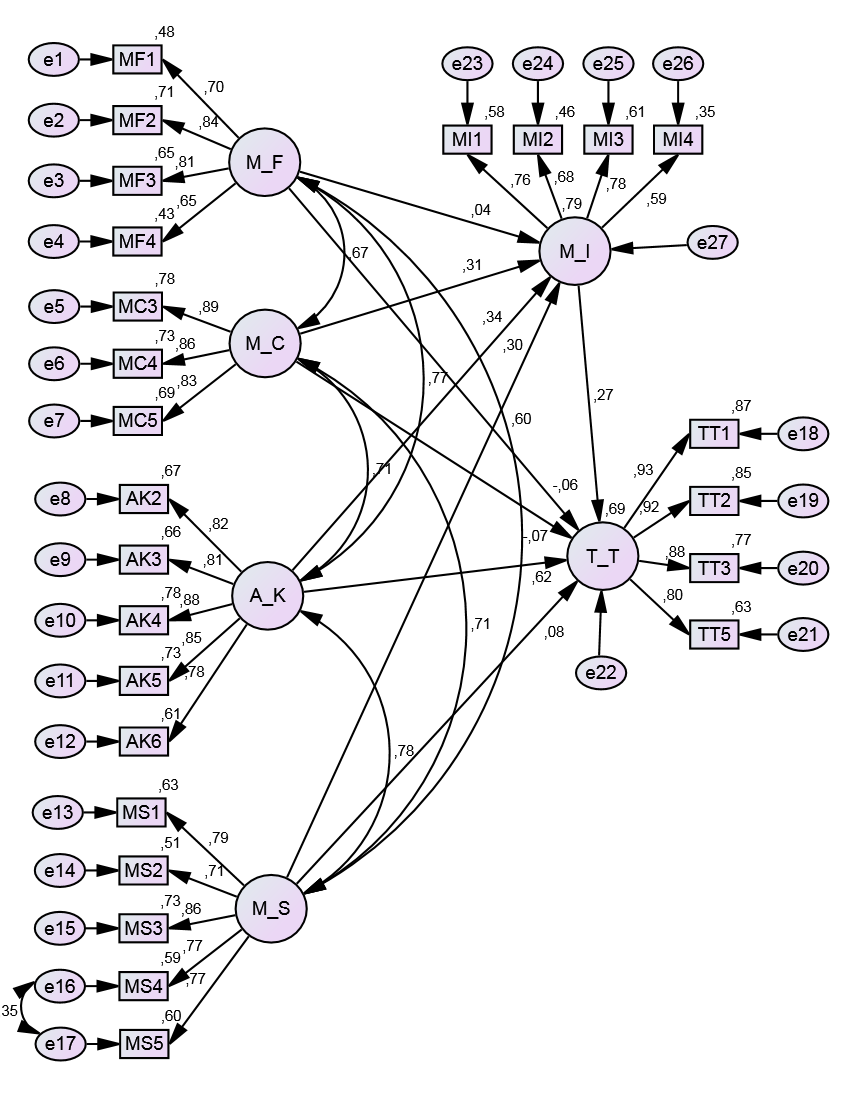 ,48
e1 MF1
,70
,71
e2 MF2
,84
,65
e3 MF3
,81
,43
e4 MF4
,65
M_F
,78
e5 MC3
,89
,73
e6 MC4
,86
,69
e7 MC5
,83
M_C
,67
e8 AK2
,82
,66
e9 AK3
,81
,78
e10 AK4
,88
,73
e11 AK5
,85
,61
e12 AK6
,78
A_K
,63
e13 MS1
,79
,51
e14 MS2
,71
,73
e15 MS3
,86
,59
e16 MS4
,77
,60
e17 MS5
,77
35
M_S
,67
,77
,60
,71
,71
,78
e23 e24 e25 e26
,58 ,46 ,61 ,35
MI1 MI2 MI3 MI4
,76 ,68 ,78 ,59
,79
M_I
e27
,04
,31
,34
,30
,27
-,06
-,07
,62
,08
,69
T_T
e22
,87
TT1 e18
,93
,85
TT2 e19
,92
,77
TT3 e20
,88
,63
TT5 e21
,80